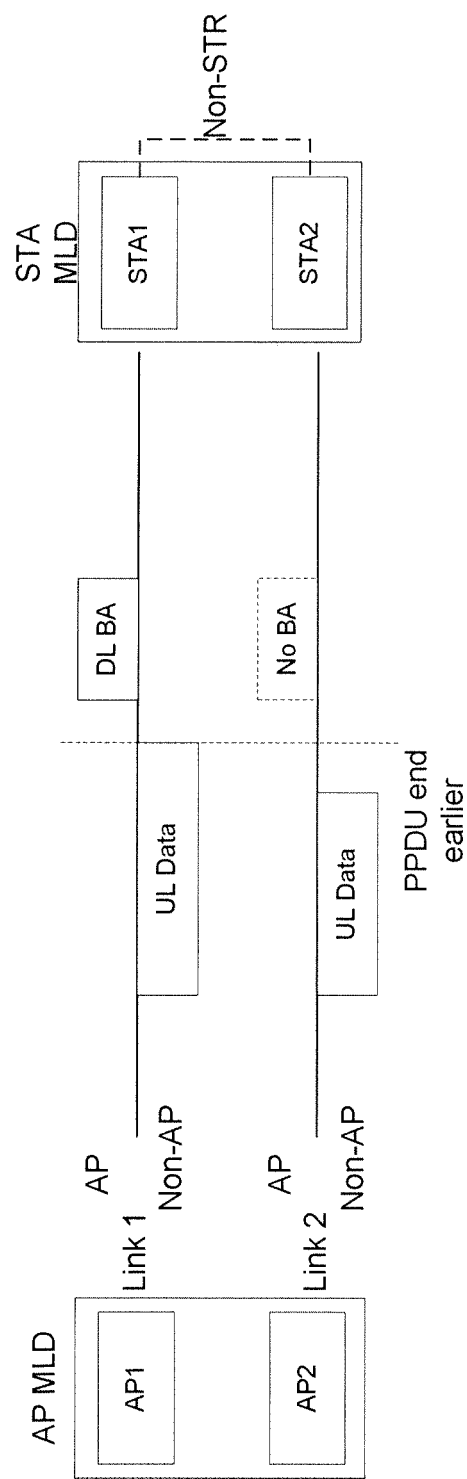 AP MLD
AP1
AP2
Link 1
AP
Non-AP
Link 2
AP
Non-AP
UL Data
DL BA
UL Data
No BA
PPDU end
earlier
STA
MLD
STA1
STA2
Non-STR